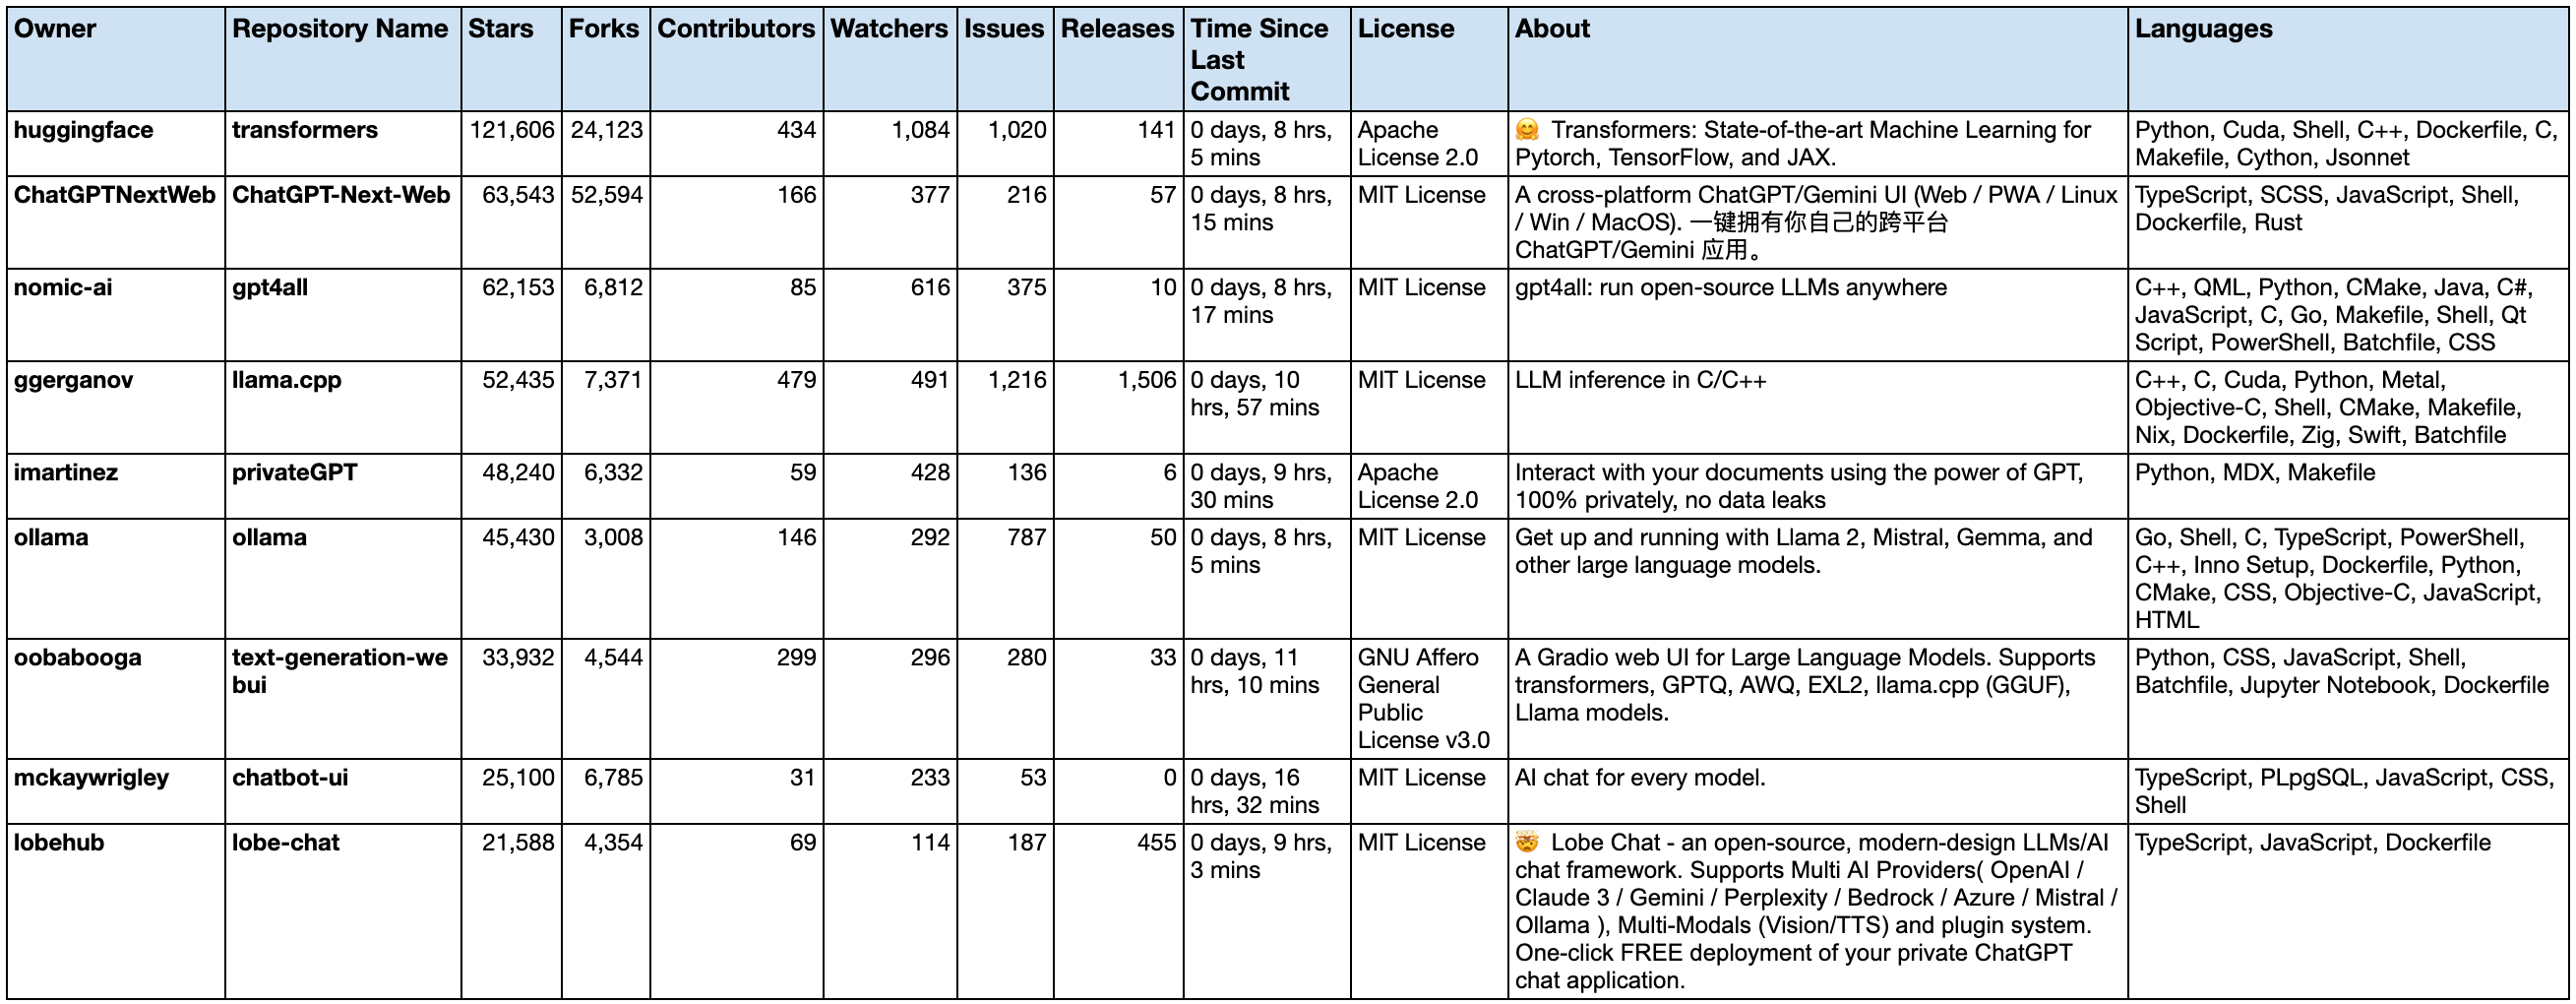 Owner Repository Name Stars Forks Contributors Watchers Issues Releases Time Since Last Commit License About Languages
huggingface transformers 121,606 24,123 434 1,084 1,020 141 0 days, 8 hrs, 5 mins Apache License 2.0 🤗 Transformers: State-of-the-art Machine Learning for Pytorch, TensorFlow, and JAX. Python, Cuda, Shell, C++, Dockerfile, C, Makefile, Cython, Jsonnet
ChatGPTNextWeb ChatGPT-Next-Web 63,543 52,594 166 377 216 57 0 days, 8 hrs, 15 mins MIT License A cross-platform ChatGPT/Gemini UI (Web / PWA / Linux / Win / MacOS). 一键拥有你自己的跨平台 ChatGPT/Gemini 应用。 TypeScript, SCSS, JavaScript, Shell, Dockerfile, Rust
nomic-ai gpt4all 62,153 6,812 85 616 375 10 0 days, 8 hrs, 17 mins MIT License gpt4all: run open-source LLMs anywhere C++, QML, Python, CMake, Java, C#, JavaScript, C, Go, Makefile, Shell, Qt Script, PowerShell, Batchfile, CSS
ggerganov llama.cpp 52,435 7,371 479 491 1,216 1,506 0 days, 10 hrs, 57 mins MIT License LLM inference in C/C++ C++, C, Cuda, Python, Metal, Objective-C, Shell, CMake, Makefile, Nix, Dockerfile, Zig, Swift, Batchfile
imartinez privateGPT 48,240 6,332 59 428 136 6 0 days, 9 hrs, 30 mins Apache License 2.0 Interact with your documents using the power of GPT, 100% privately, no data leaks Python, MDX, Makefile
ollama ollama 45,430 3,008 146 292 787 50 0 days, 8 hrs, 5 mins MIT License Get up and running with Llama 2, Mistral, Gemma, and other large language models. Go, Shell, C, TypeScript, PowerShell, C++, Inno Setup, Dockerfile, Python, CMake, CSS, Objective-C, JavaScript, HTML
oobabooga text-generation-webui 33,932 4,544 299 296 280 33 0 days, 11 hrs, 10 mins GNU Affero General Public License v3.0 A Gradio web UI for Large Language Models. Supports transformers, GPTQ, AWQ, EXL2, llama.cpp (GGUF), Llama models. Python, CSS, JavaScript, Shell, Batchfile, Jupyter Notebook, Dockerfile
mckaywrigley chatbot-ui 25,100 6,785 31 233 53 0 0 days, 16 hrs, 32 mins MIT License AI chat for every model. TypeScript, PLpgSQL, JavaScript, CSS, Shell
lobehub lobe-chat 21,588 4,354 69 114 187 455 0 days, 9 hrs, 3 mins MIT License 🤯 Lobe Chat - an open-source, modern-design LLMs/AI chat framework. Supports Multi AI Providers( OpenAI / Claude 3 / Gemini / Perplexity / Bedrock / Azure / Mistral / Ollama ), Multi-Modals (Vision/TTS) and plugin system. One-click FREE deployment of your private ChatGPT chat application. TypeScript, JavaScript, Dockerfile